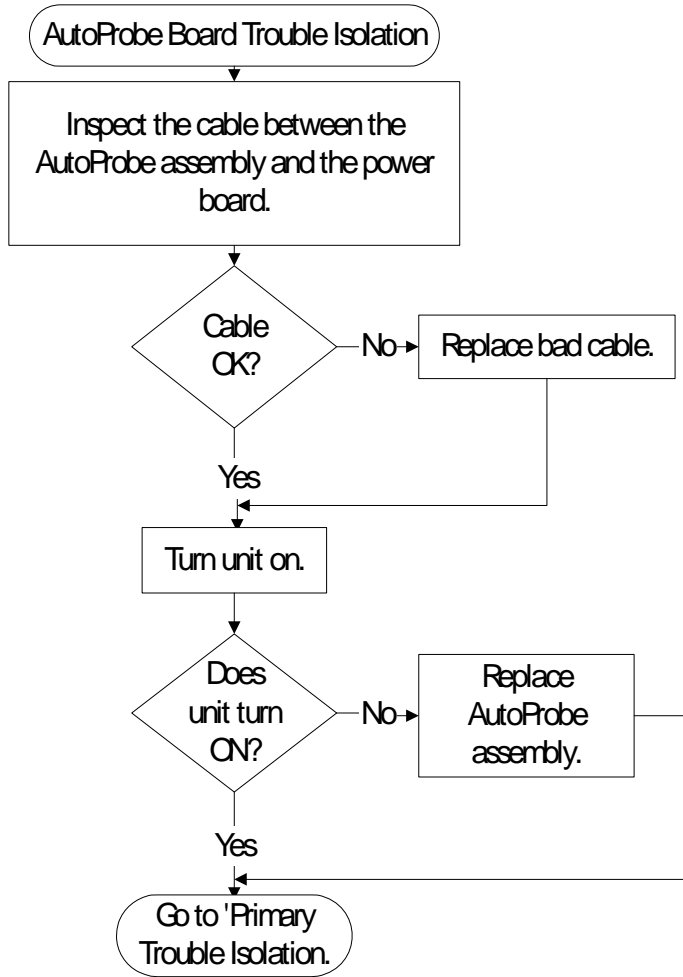 AutoProbe Board Trouble Isolation
Inspect the cable between the
AutoProbe assembly and the power
board.
Cable
OK?
No
Replace bad cable.
Yes
Turn unit on.
Does
unit turn
ON?
No
Replace
AutoProbe
assembly.
Yes
Go to 'Primary
Trouble Isolation.